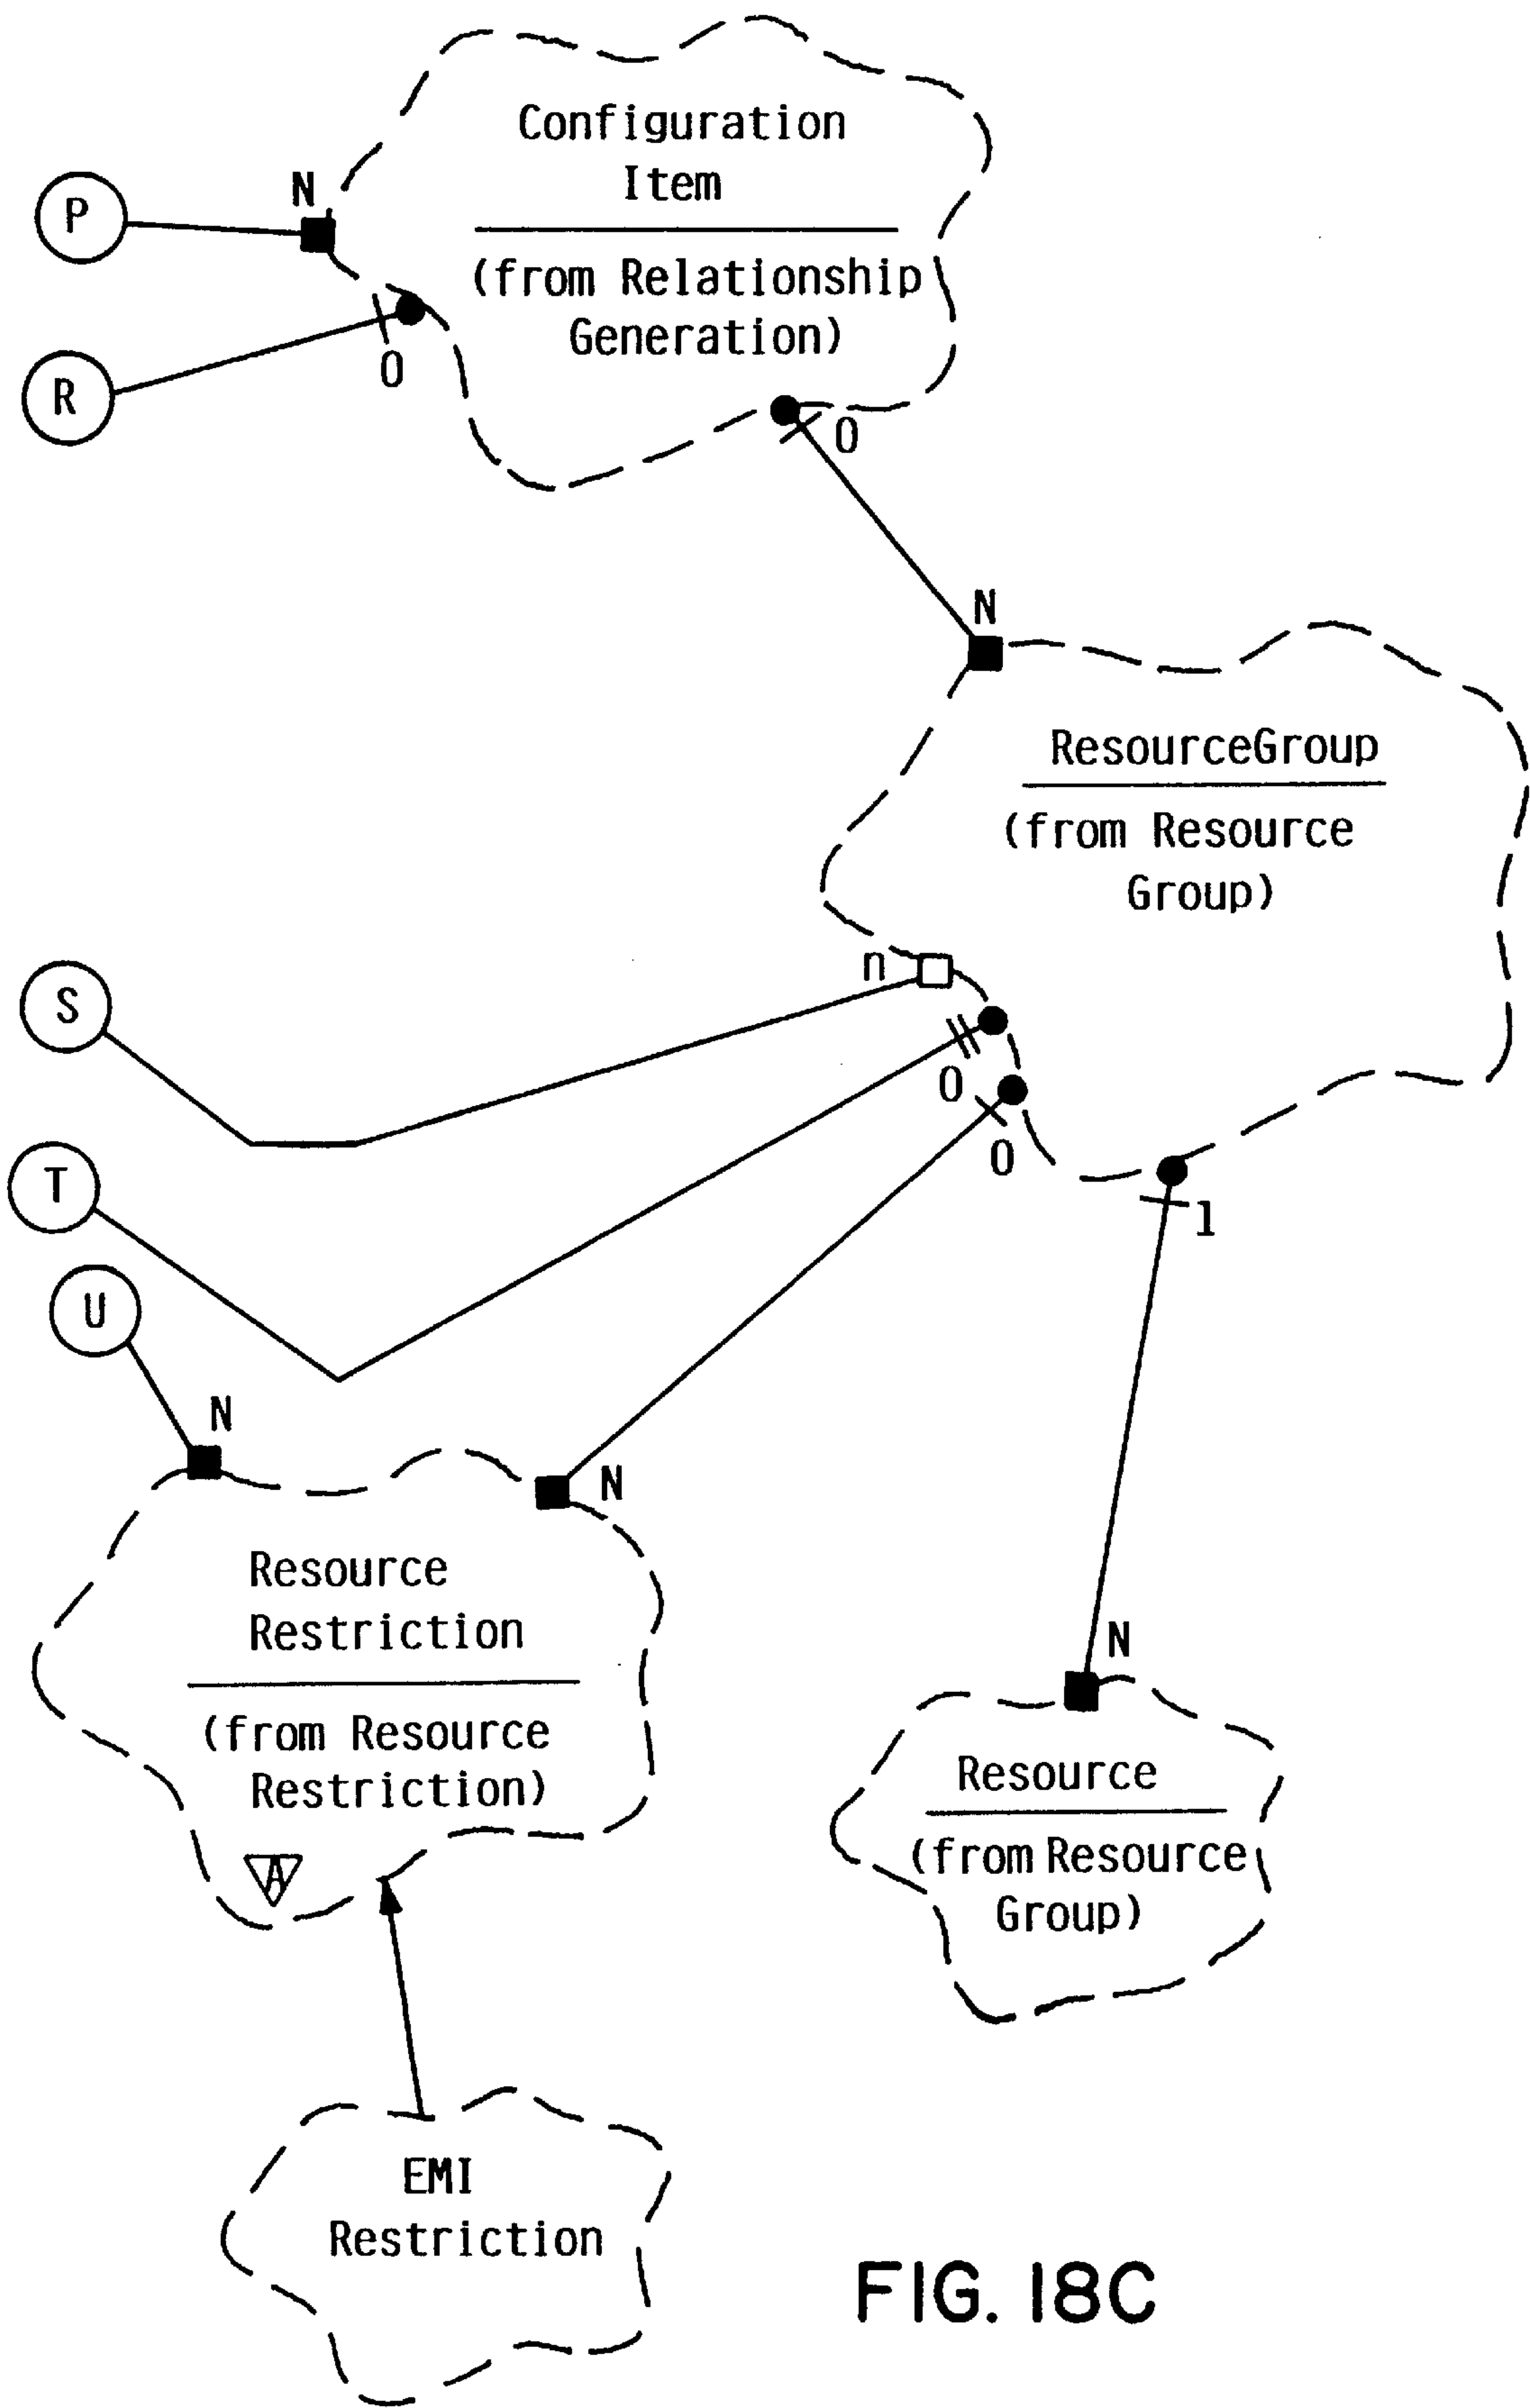 Configuration
Item
(from Relationship
Generation)
P
N
R
0
0
N
ResourceGroup
(from Resource
Group)
S
n
0
0
T
1
U
N
N
Resource
Restriction
(from Resource
Restriction)
A
N
Resource
(from Resource
Group)
EMI
Restriction
FIG. 18C